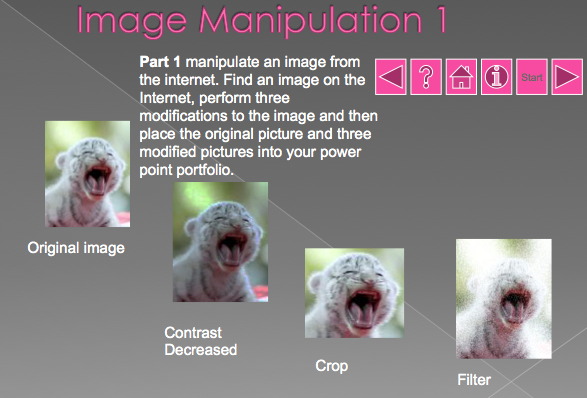 Image Manipulation 1
Part 1 manipulate an image from
the internet. Find an image on the
Internet, perform three
modifications to the image and then
place the original picture and three
modified pictures into your power
point portfolio.
?
i
Start
Original image
Contrast
Decreased
Crop
Filter